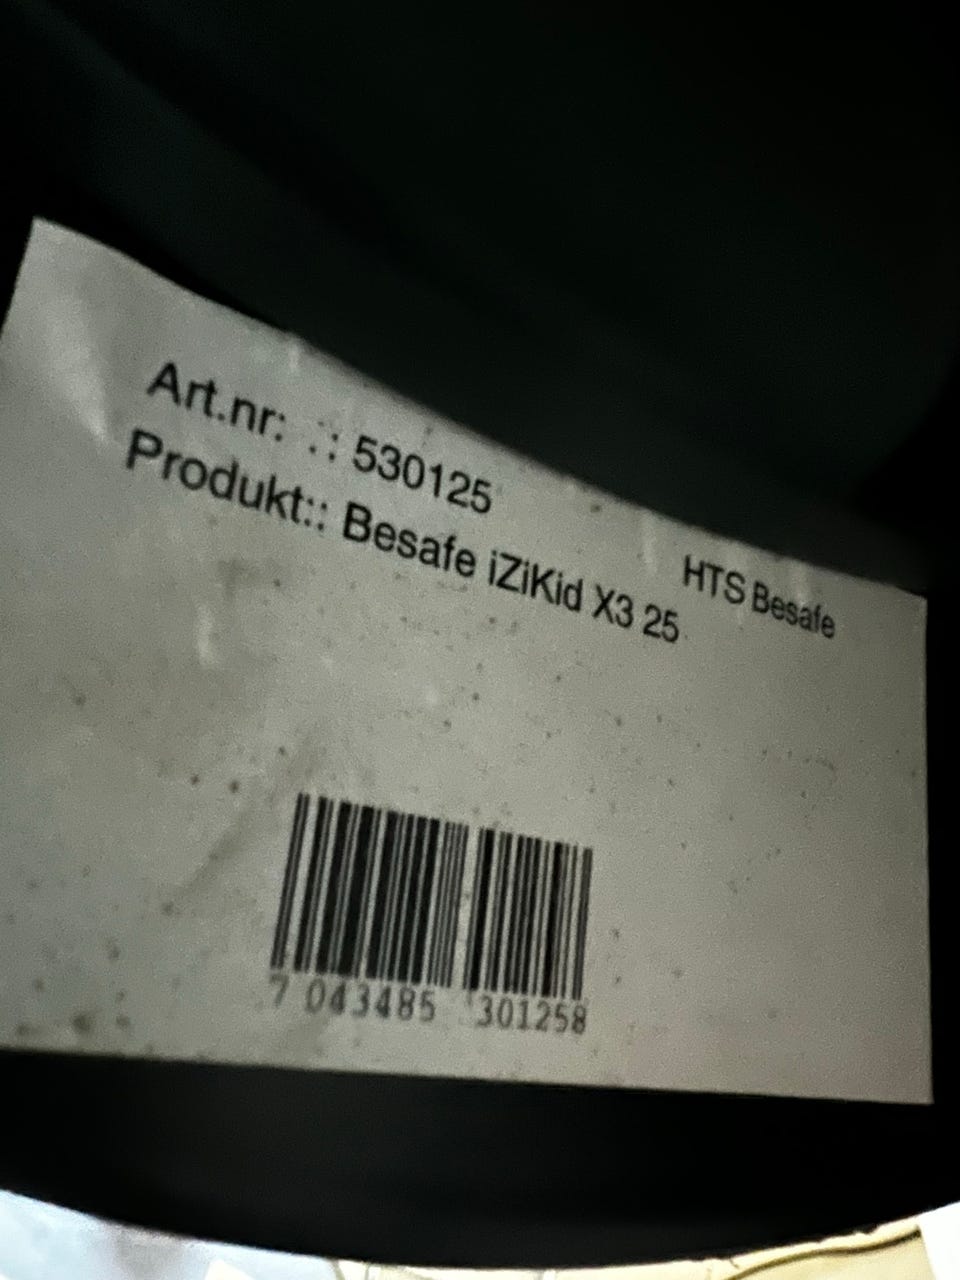 Art.nr: .: 530125
Produkt:: Besafe iZiKid X3 25
HTS Besafe
7 043485 301258